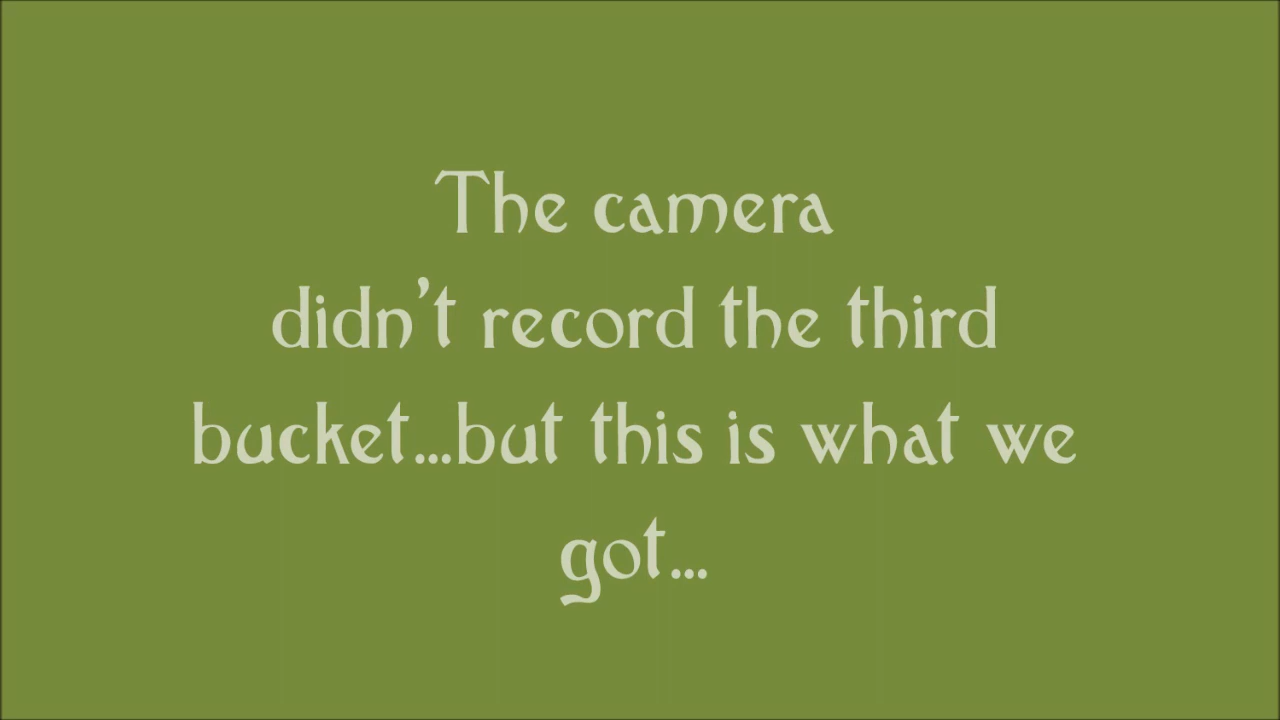 The camera
didn't record the third
bucket...but this is what we
got...